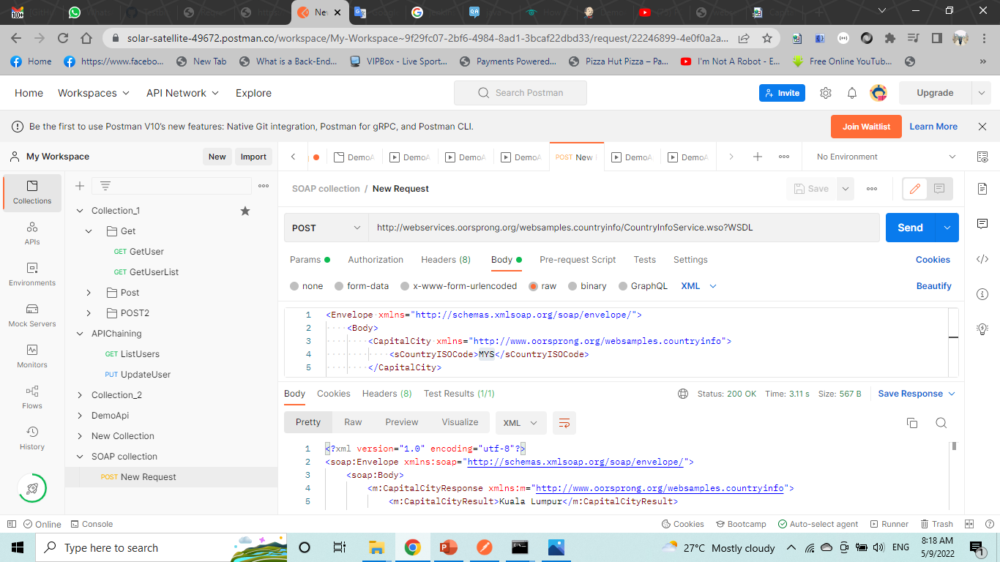 100+
Nev
solar-satellite-49672.postman.co/workspace/My-Workspace~9f29fc07-2bf6-4984-8ad1-3bcaf22dbd33/request/22246899-4e0f0a2a...
Home
https://www.facebo...
New Tab
What is a Back-End...
VIPBox - Live Sport...
Payments Powered...
Pizza Hut Pizza – Pa...
I'm Not A Robot - E...
Free Online YouTub...
»
Home
Workspaces
API Network
Explore
Search Postman
Invite
Upgrade
Be the first to use Postman V10's new features: Native Git integration, Postman for gRPC, and Postman CLI.
Join Waitlist
Learn More
My Workspace
New
Import
DemoA
DemoA
DemoA
DemoA
POST New
DemoA
DemoA
No Environment
Collections
APIs
Environments
Mock Servers
Monitors
Flows
History
Collection_1
Get
GET GetUser
GET GetUserList
Post
POST2
APIChaining
GET ListUsers
PUT UpdateUser
Collection_2
DemoApi
New Collection
SOAP collection
POST New Request
SOAP collection / New Request
Save
POST
http://webservices.oorsprong.org/websamples.countryinfo/CountryInfoService.wso?WSDL
Send
Params
Authorization
Headers (8)
Body
Pre-request Script
Tests
Settings
Cookies
none
form-data
x-www-form-urlencoded
raw
binary
GraphQL
XML
Beautify
1 <Envelope xmlns="http://schemas.xmlsoap.org/soap/envelope/">
2 <Body>
3 <CapitalCity xmlns="http://www.oorsprong.org/websamples.countryinfo">
4 <sCountryISOCode>MYS</sCountryISOCode>
5 </CapitalCity>
Body
Cookies
Headers (8)
Test Results (1/1)
Status: 200 OK
Time: 3.11 s
Size: 567 B
Save Response
Pretty
Raw
Preview
Visualize
XML
1 <?xml version="1.0" encoding="utf-8"?>
2 <soap:Envelope xmlns:soap="http://schemas.xmlsoap.org/soap/envelope/">
3 <soap:Body>
4 <m:CapitalCityResponse xmlns:m="http://www.oorsprong.org/websamples.countryinfo">
5 <m:CapitalCityResult>Kuala Lumpur</m:CapitalCityResult>
Online
Console
Cookies
Bootcamp
Auto-select agent
Runner
Trash
Type here to search
27°C Mostly cloudy
ENG
8:18 AM
5/9/2022
1